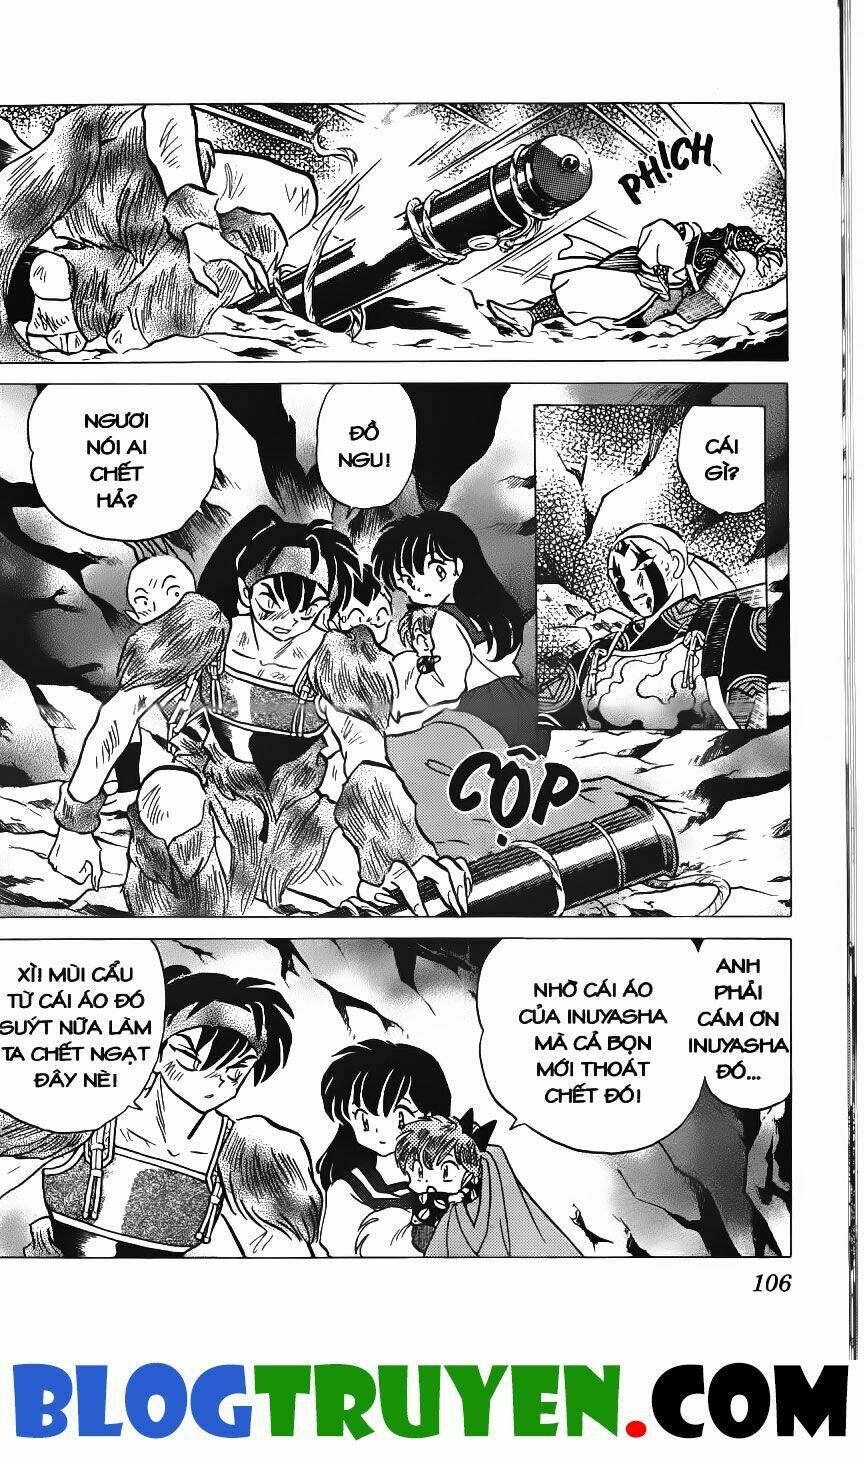 PHỊCH
CÁI
GÌ?
ĐỒ
NGU!
NGƯƠI
NÓI AI
CHẾT
HẢ?
CỘP
ANH
PHẢI
CÁM ƠN
INUYASHA
ĐÓ...
NHỜ CÁI ÁO
CỦA INUYASHA
MÀ CẢ BỌN
MỚI THOÁT
CHẾT ĐÓ!
XÌ! MÙI CẨU
TỪ CÁI ÁO ĐÓ
SUÝT NỮA LÀM
TA CHẾT NGẠT
ĐÂY NÈ!
106
BLOGTRUYEN.COM